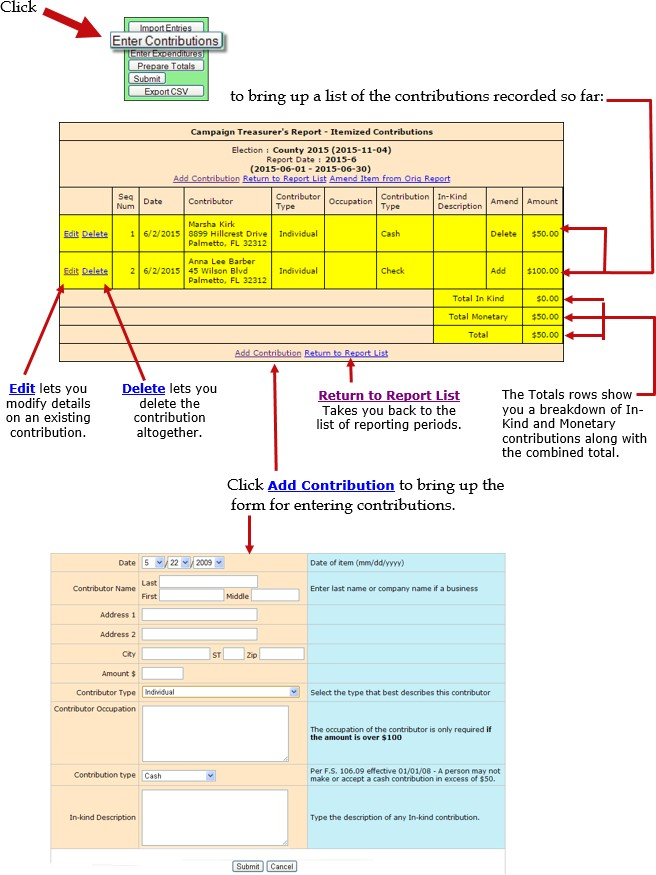 Click
Import Entries
Enter Contributions
Enter Expenditures
Prepare Totals
Submit
Export CSV
to bring up a list of the contributions recorded so far:
Campaign Treasurer's Report - Itemized Contributions
Election : County 2015 (2015-11-04)
Report Date : 2015-6
(2015-06-01 - 2015-06-30)
Add Contribution Return to Report List Amend Item from Orig Report
Seq Num Date Contributor Contributor Type Occupation Contribution Type In-Kind Description Amend Amount
Edit Delete 1 6/2/2015 Marsha Kirk
8899 Hillcrest Drive
Palmetto, FL 32312 Individual Cash Delete $50.00
Edit Delete 2 6/2/2015 Anna Lee Barber
45 Wilson Blvd
Palmetto, FL 32312 Individual Check Add $100.00
Total In Kind $0.00
Total Monetary $50.00
Total $50.00
Add Contribution Return to Report List
Edit lets you
modify details
on an existing
contribution.
Delete lets you
delete the
contribution
altogether.
Return to Report List
Takes you back to the
list of reporting periods.
The Totals rows show
you a breakdown of In-
Kind and Monetary
contributions along with
the combined total.
Click Add Contribution to bring up the
form for entering contributions.
Date 5 / 22 / 2009 Date of item (mm/dd/yyyy)
Contributor Name Last
First Middle
Enter last name or company name if a business
Address 1
Address 2
City ST Zip
Amount $
Contributor Type Individual Select the type that best describes this contributor
Contributor Occupation
The occupation of the contributor is only required if
the amount is over $100
Contribution type Cash
Per F.S. 106.09 effective 01/01/08 - A person may not
make or accept a cash contribution in excess of $50.
In-kind Description Type the description of any In-kind contribution.
Submit Cancel